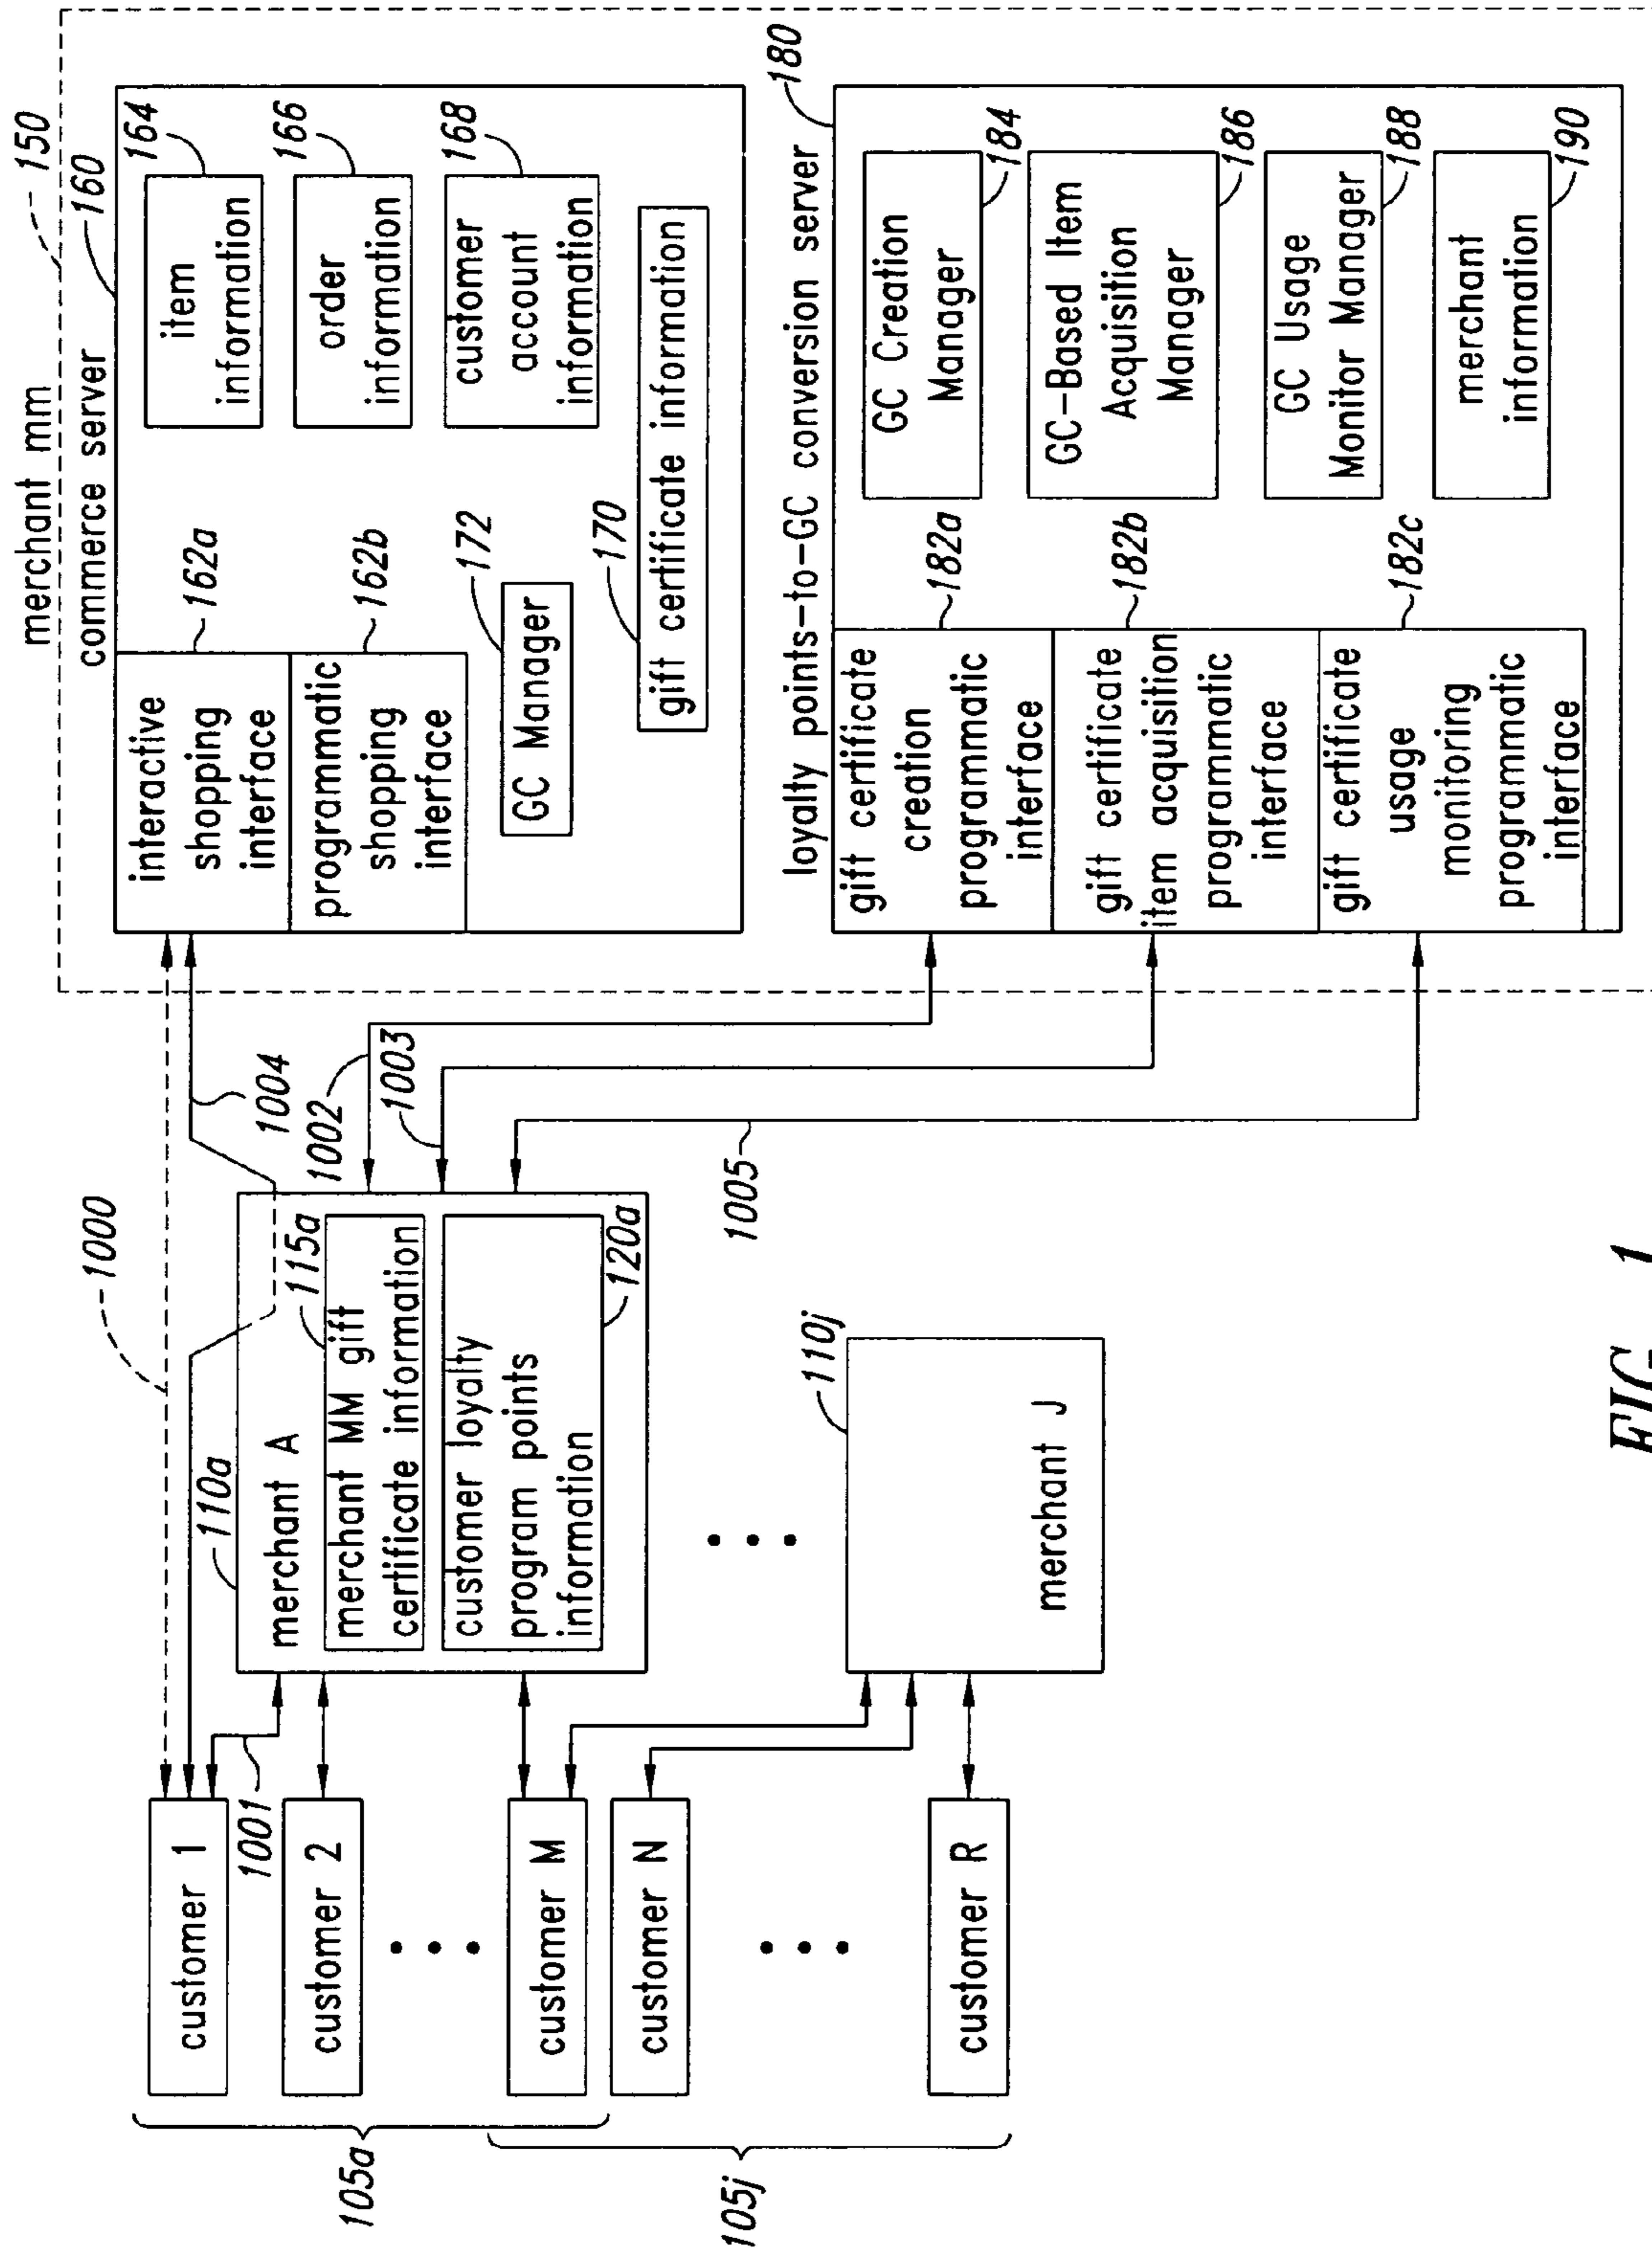 merchant mm
150
commerce server
160
interactive
shopping
interface
162a
programmatic
shopping
interface
162b
item
information
164
order
information
166
customer
account
information
168
GC Manager
172
gift certificate information
170
loyalty points-to-GC conversion server
180
gift certificate
creation
programmatic
interface
182a
gift certificate
item acquisition
programmatic
interface
182b
gift certificate
usage
monitoring
programmatic
interface
182c
GC Creation
Manager
184
GC-Based Item
Acquisition
Manager
186
GC Usage
Monitor Manager
188
merchant
information
190
1000
1004
1002
1003
1005
1001
110a
merchant A
merchant MM gift
certificate information
115a
customer loyalty
program points
information
120a
110j
merchant J
customer 1
customer 2
customer M
customer N
customer R
105a
105j
FIG. 1